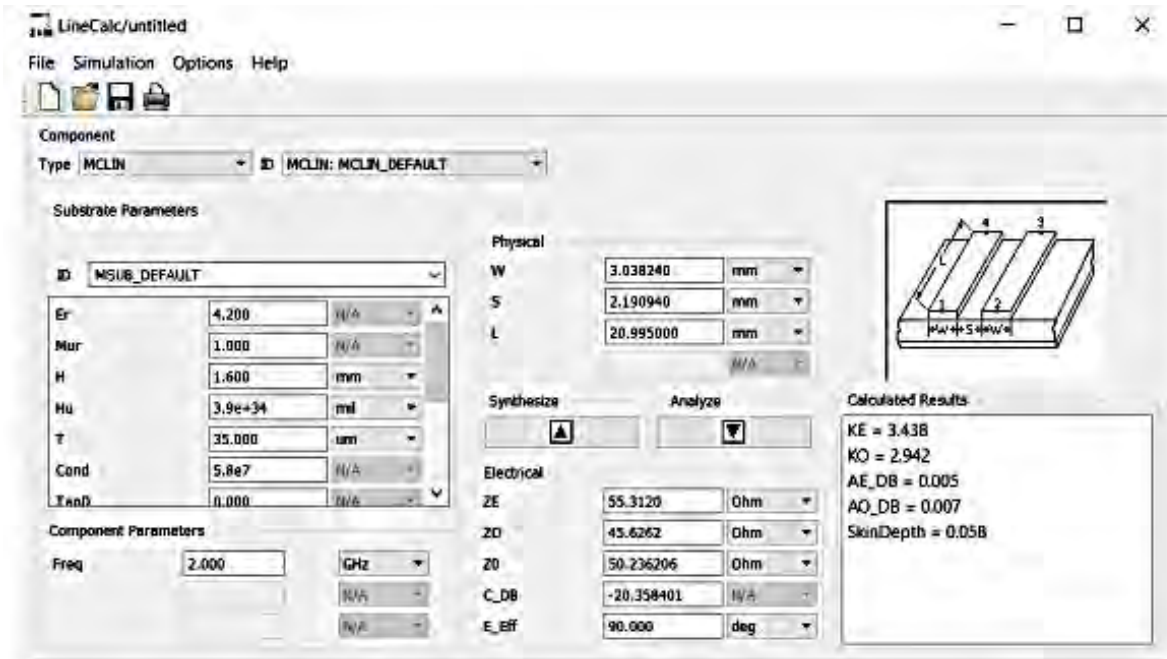 LineCalc/untitled
File Simulation Options Help
Component
Type MCLIN ID MCLIN: MCLIN_DEFAULT
Substrate Parameters
ID MSUB_DEFAULT
Er 4.200 N/A
Mur 1.000 N/A
H 1.600 mm
Hu 3.9e+34 mil
T 35.000 um
Cond 5.8e7 N/A
TanD 0.000 N/A
Component Parameters
Freq 2.000 GHz
N/A
N/A
Physical
W 3.038240 mm
S 2.190940 mm
L 20.995000 mm
N/A
Synthesize Analyze
Electrical
ZE 55.3120 Ohm
ZO 45.6262 Ohm
Z0 50.236206 Ohm
C_DB -20.358401 N/A
E_Eff 90.000 deg
4 3
L
1 2
W S W
Calculated Results
KE = 3.438
KO = 2.942
AE_DB = 0.005
AO_DB = 0.007
SkinDepth = 0.058